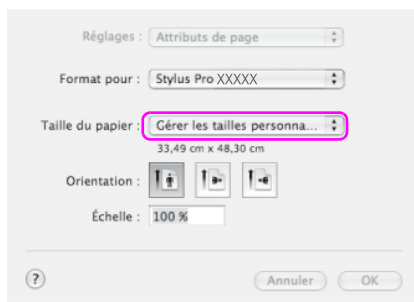 Réglages : Attributs de page
Format pour : Stylus Pro XXXXX
Taille du papier : Gérer les tailles personna...
33,49 cm x 48,30 cm
Orientation :
Échelle : 100 %
? Annuler OK